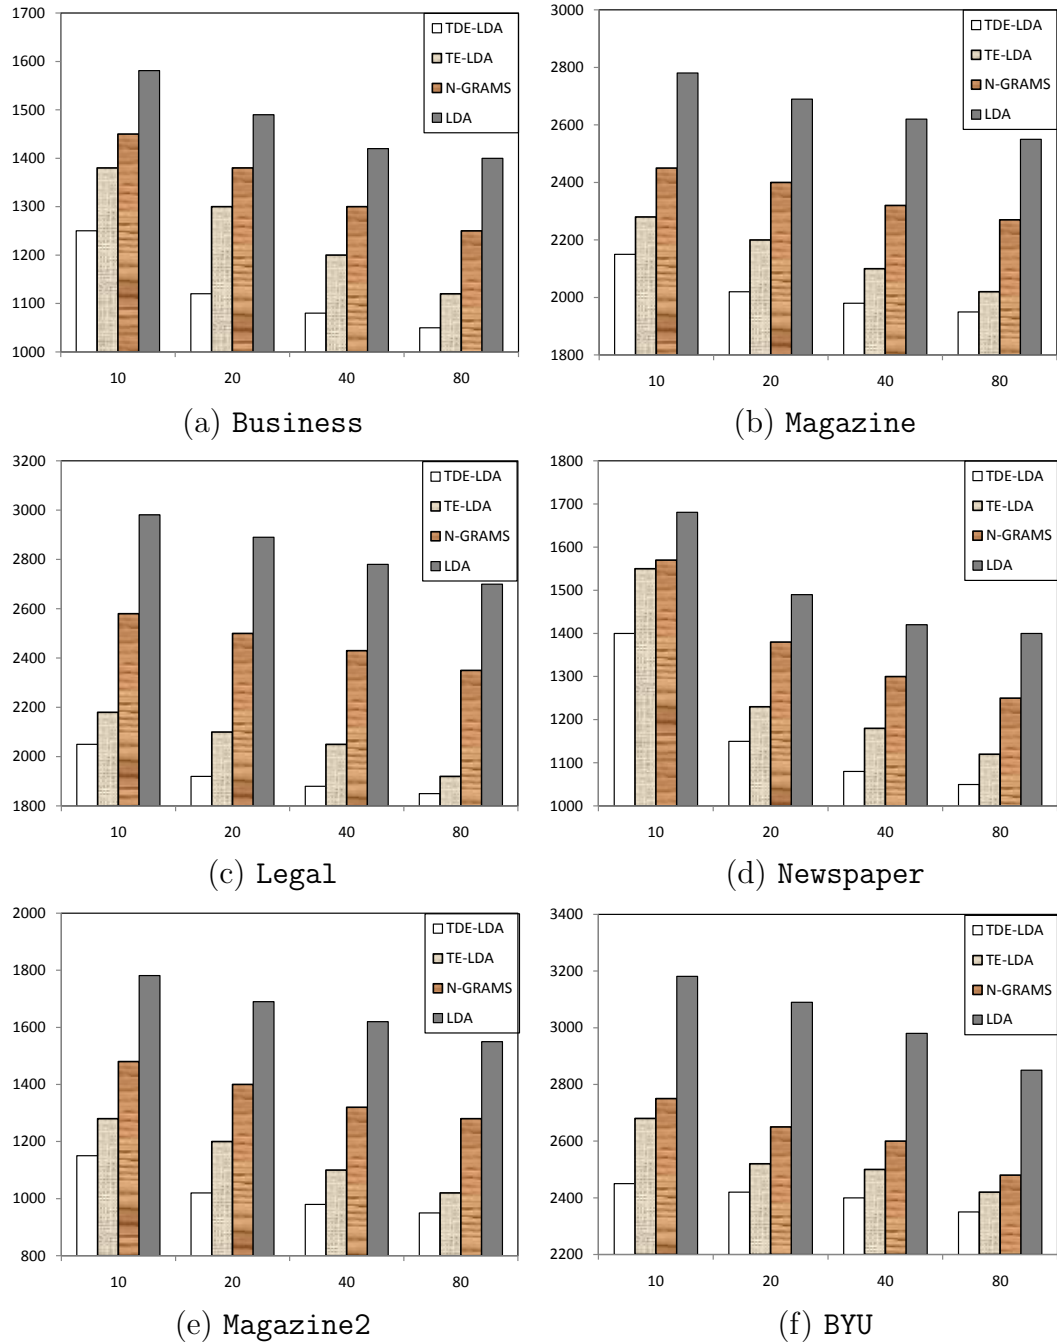 1700
1600
1500
1400
1300
1200
1100
1000
10 20 40 80
TDE-LDA
TE-LDA
N-GRAMS
LDA
(a) Business
3000
2800
2600
2400
2200
2000
1800
10 20 40 80
TDE-LDA
TE-LDA
N-GRAMS
LDA
(b) Magazine
3200
3000
2800
2600
2400
2200
2000
1800
10 20 40 80
TDE-LDA
TE-LDA
N-GRAMS
LDA
(c) Legal
1800
1700
1600
1500
1400
1300
1200
1100
1000
10 20 40 80
TDE-LDA
TE-LDA
N-GRAMS
LDA
(d) Newspaper
2000
1800
1600
1400
1200
1000
800
10 20 40 80
TDE-LDA
TE-LDA
N-GRAMS
LDA
(e) Magazine2
3400
3200
3000
2800
2600
2400
2200
10 20 40 80
TDE-LDA
TE-LDA
N-GRAMS
LDA
(f) BYU